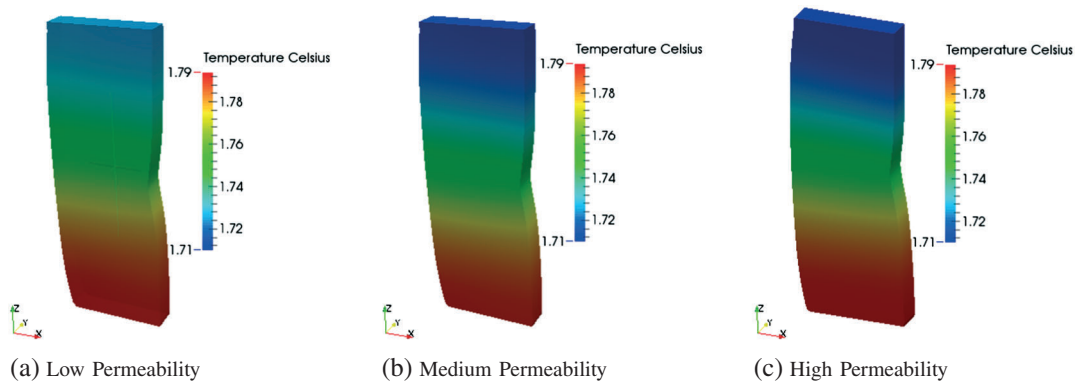 Temperature Celsius
1.79
1.78
1.76
1.74
1.72
1.71
Z
Y
X
(a) Low Permeability
Temperature Celsius
1.79
1.78
1.76
1.74
1.72
1.71
Z
Y
X
(b) Medium Permeability
Temperature Celsius
1.79
1.78
1.76
1.74
1.72
1.71
Z
Y
X
(c) High Permeability